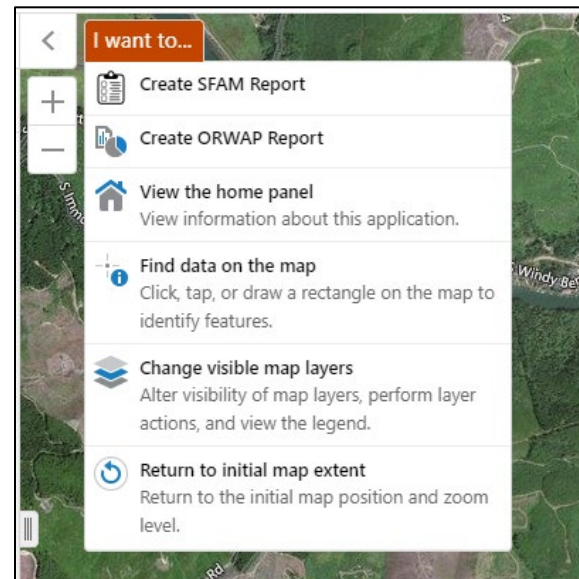 I want to...
Create SFAM Report
Create ORWAP Report
View the home panel
View information about this application.
Find data on the map
Click, tap, or draw a rectangle on the map to
identify features.
Change visible map layers
Alter visibility of map layers, perform layer
actions, and view the legend.
Return to initial map extent
Return to the initial map position and zoom
level.
S Imm
Windy Be
Rd